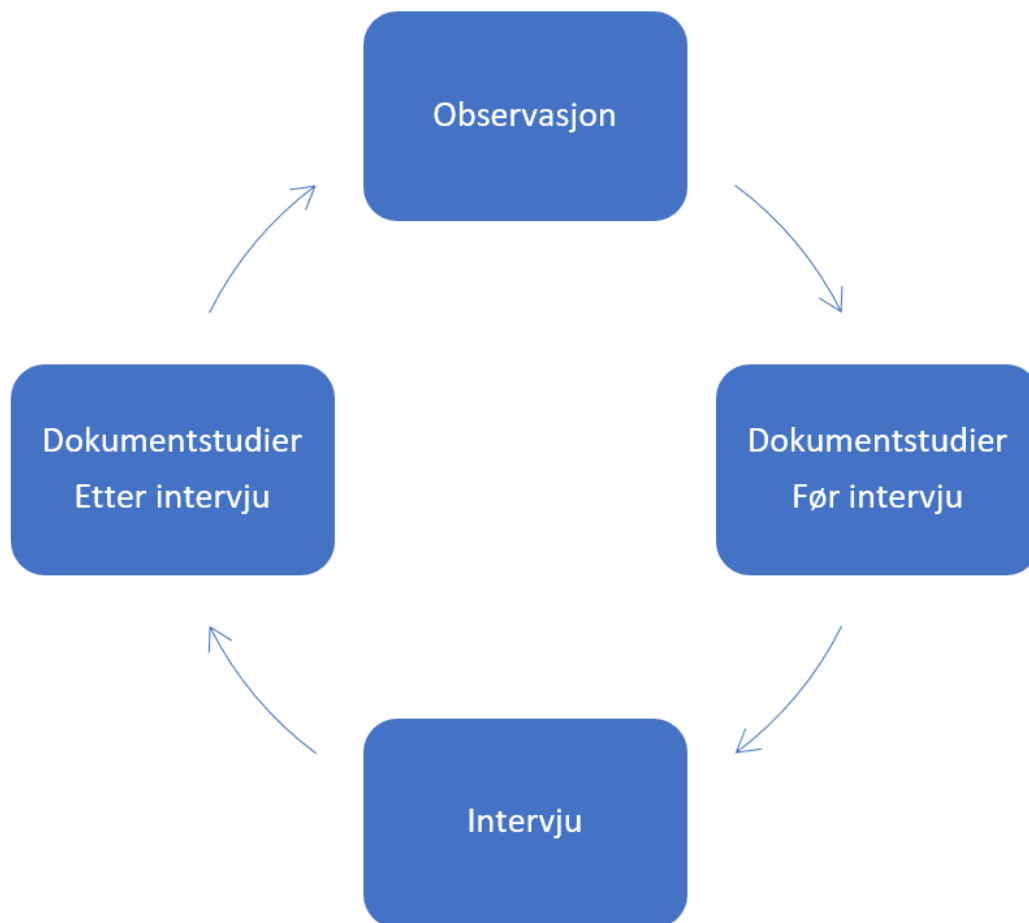 Observasjon
Dokumentstudier
Før intervju
Intervju
Dokumentstudier
Etter intervju